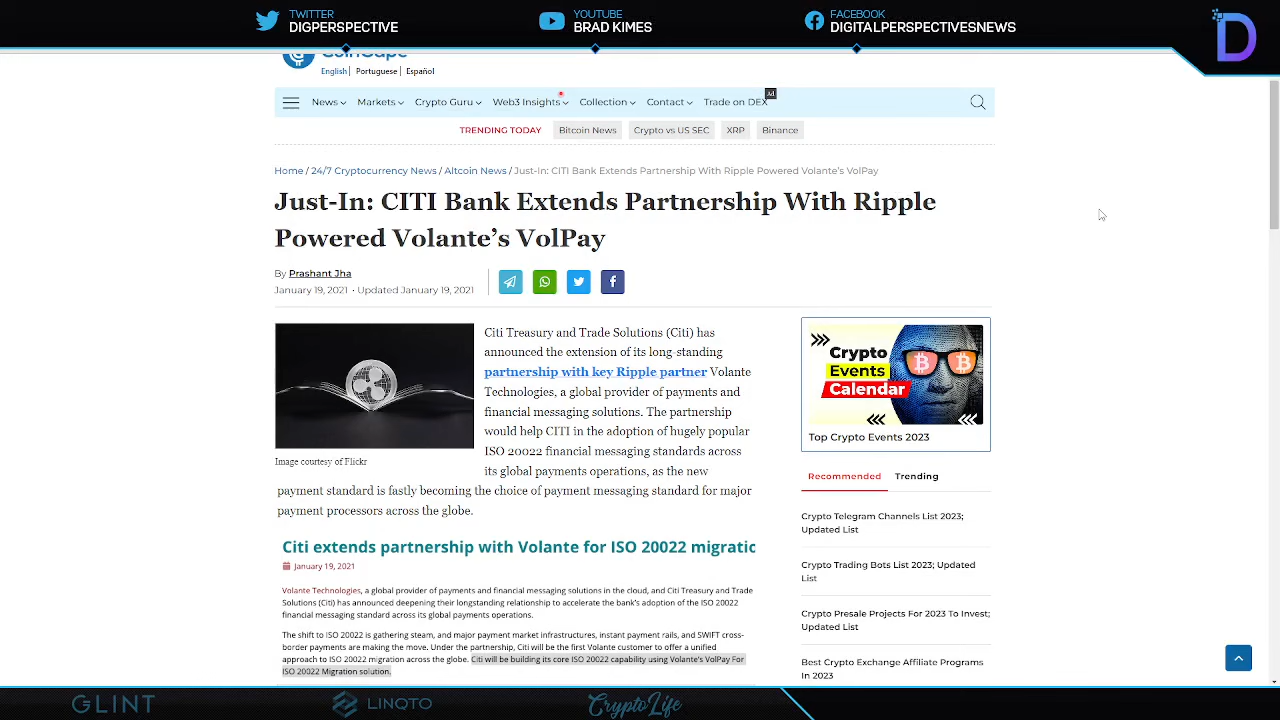 TWITTER
DIGPERSPECTIVE
YOUTUBE
BRAD KIMES
FACEBOOK
DIGITALPERSPECTIVESNEWS
D
English| Portuguese | Español
News Markets Crypto Guru Web3 Insights Collection Contact Trade on DEX Ad
TRENDING TODAY Bitcoin News Crypto vs US SEC XRP Binance
Home / 24/7 Cryptocurrency News / Altcoin News / Just-In: CITI Bank Extends Partnership With Ripple Powered Volante's VolPay
Just-In: CITI Bank Extends Partnership With Ripple
Powered Volante's VolPay
By Prashant Jha
January 19, 2021 • Updated January 19, 2021
Citi Treasury and Trade Solutions (Citi) has
announced the extension of its long-standing
partnership with key Ripple partner Volante
Technologies, a global provider of payments and
financial messaging solutions. The partnership
would help CITI in the adoption of hugely popular
ISO 20022 financial messaging standards across
its global payments operations, as the new
payment standard is fastly becoming the choice of payment messaging standard for major
payment processors across the globe.
Image courtesy of Flickr
Citi extends partnership with Volante for ISO 20022 migratic
January 19, 2021
Volante Technologies, a global provider of payments and financial messaging solutions in the cloud, and Citi Treasury and Trade
Solutions (Citi) has announced deepening their longstanding relationship to accelerate the bank's adoption of the ISO 20022
financial messaging standard across its global payments operations.
The shift to ISO 20022 is gathering steam, and major payment market infrastructures, instant payment rails, and SWIFT cross-
border payments are making the move. Under the partnership, Citi will be the first Volante customer to offer a unified
approach to ISO 20022 migration across the globe. Citi will be building its core ISO 20022 capability using Volante's VolPay For
ISO 20022 Migration solution.
Crypto
Events
Calendar
Top Crypto Events 2023
Recommended Trending
Crypto Telegram Channels List 2023;
Updated List
Crypto Trading Bots List 2023; Updated
List
Crypto Presale Projects For 2023 To Invest;
Updated List
Best Crypto Exchange Affiliate Programs
In 2023
GLINT
LINQTO
CryptoLife